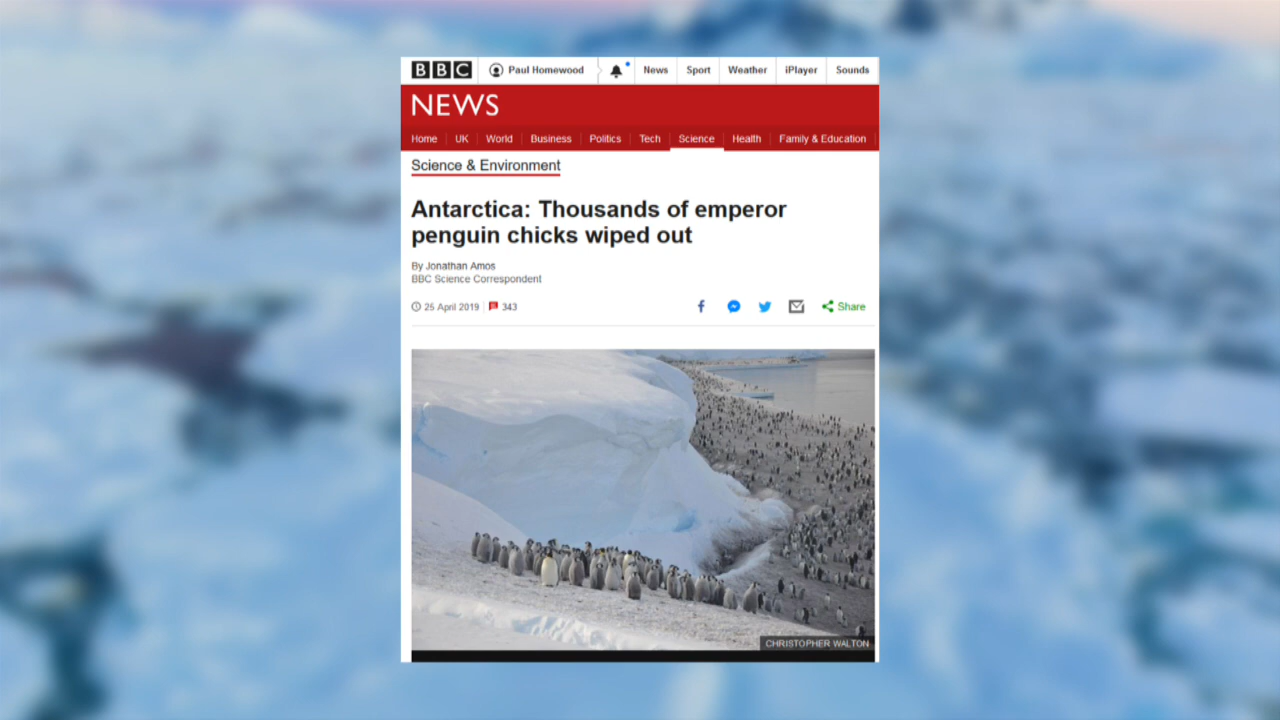 BBC Paul Homewood News Sport Weather iPlayer Sounds
NEWS
Home UK World Business Politics Tech Science Health Family & Education
Science & Environment
Antarctica: Thousands of emperor
penguin chicks wiped out
By Jonathan Amos
BBC Science Correspondent
25 April 2019 343 Share
CHRISTOPHER WALTON